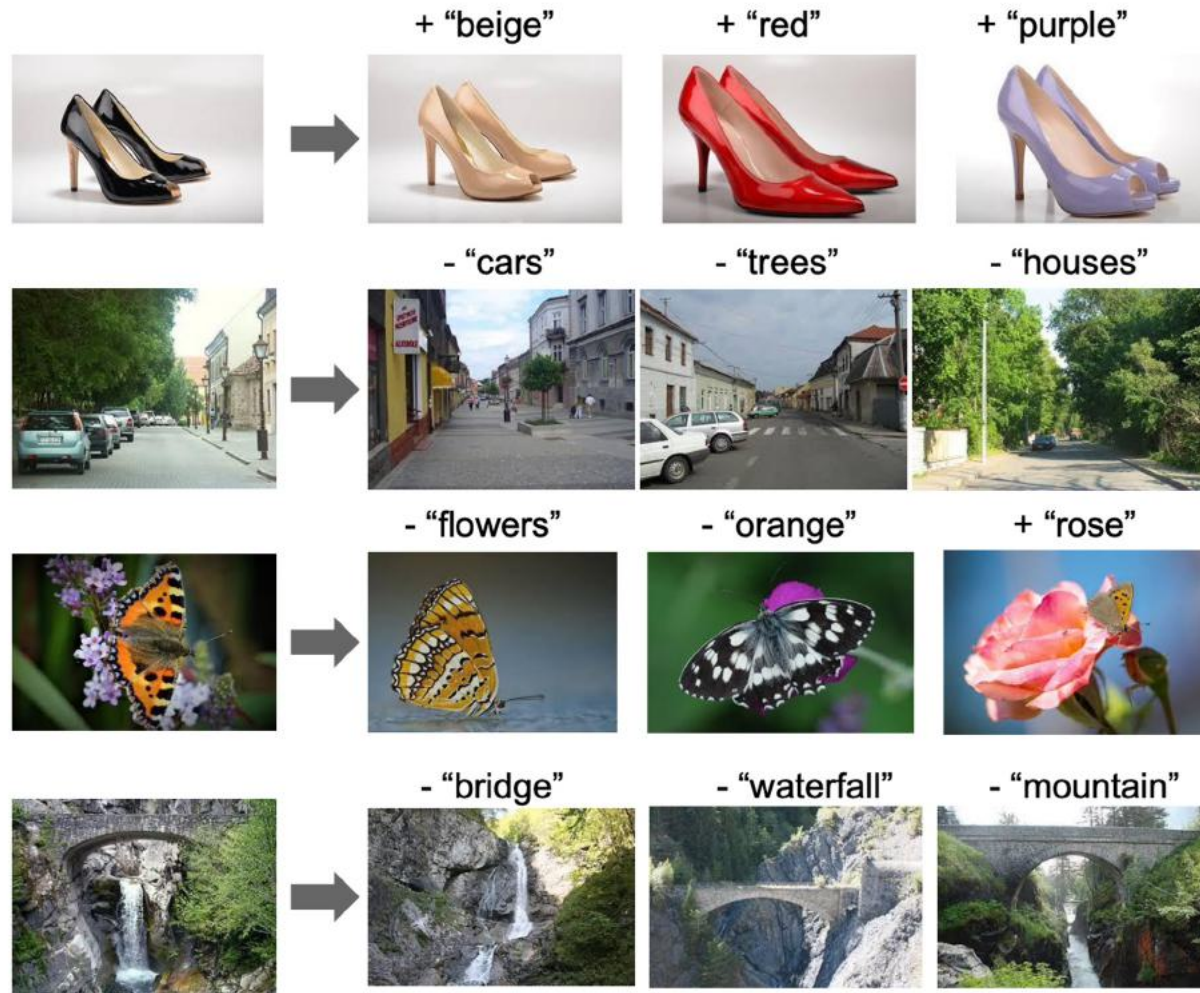 + “beige” + “red” + “purple”
- “cars” - “trees” - “houses”
- “flowers” - “orange” + “rose”
- “bridge” - “waterfall” - “mountain”